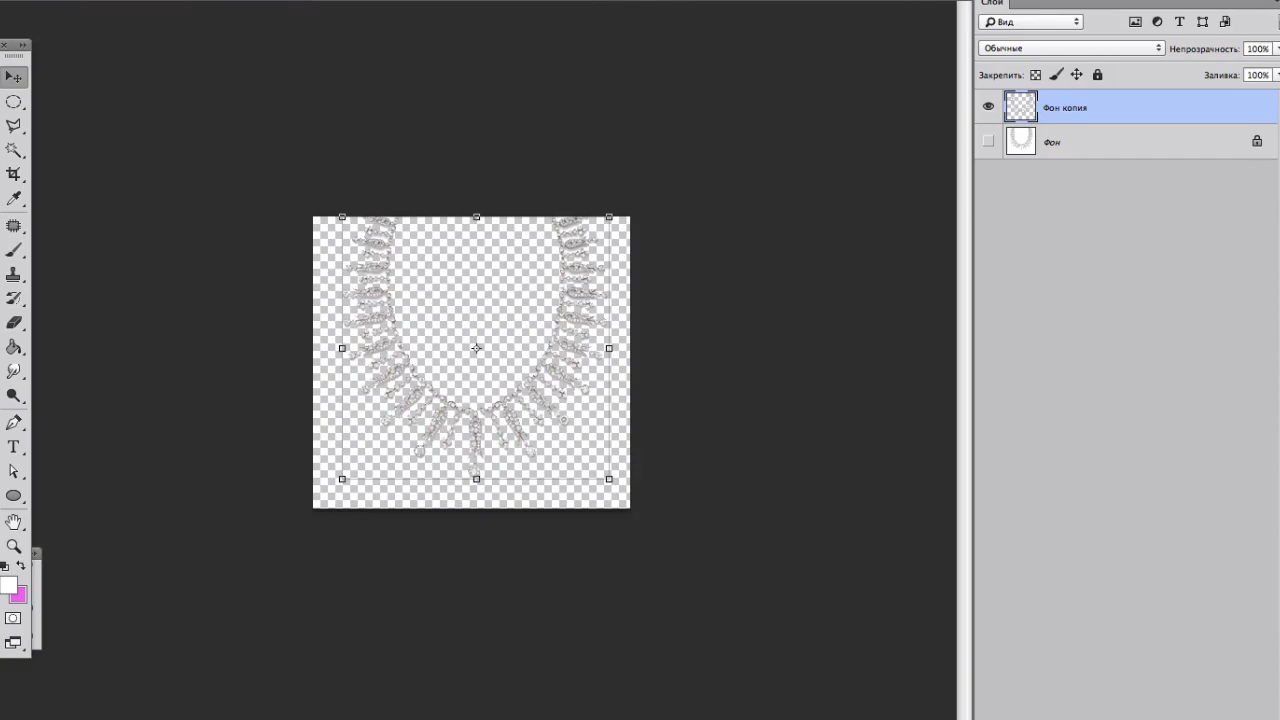 Слои
Вид
T
Обычные
Непрозрачность: 100%
Закрепить:
Заливка: 100%
Фон копия
Фон
T